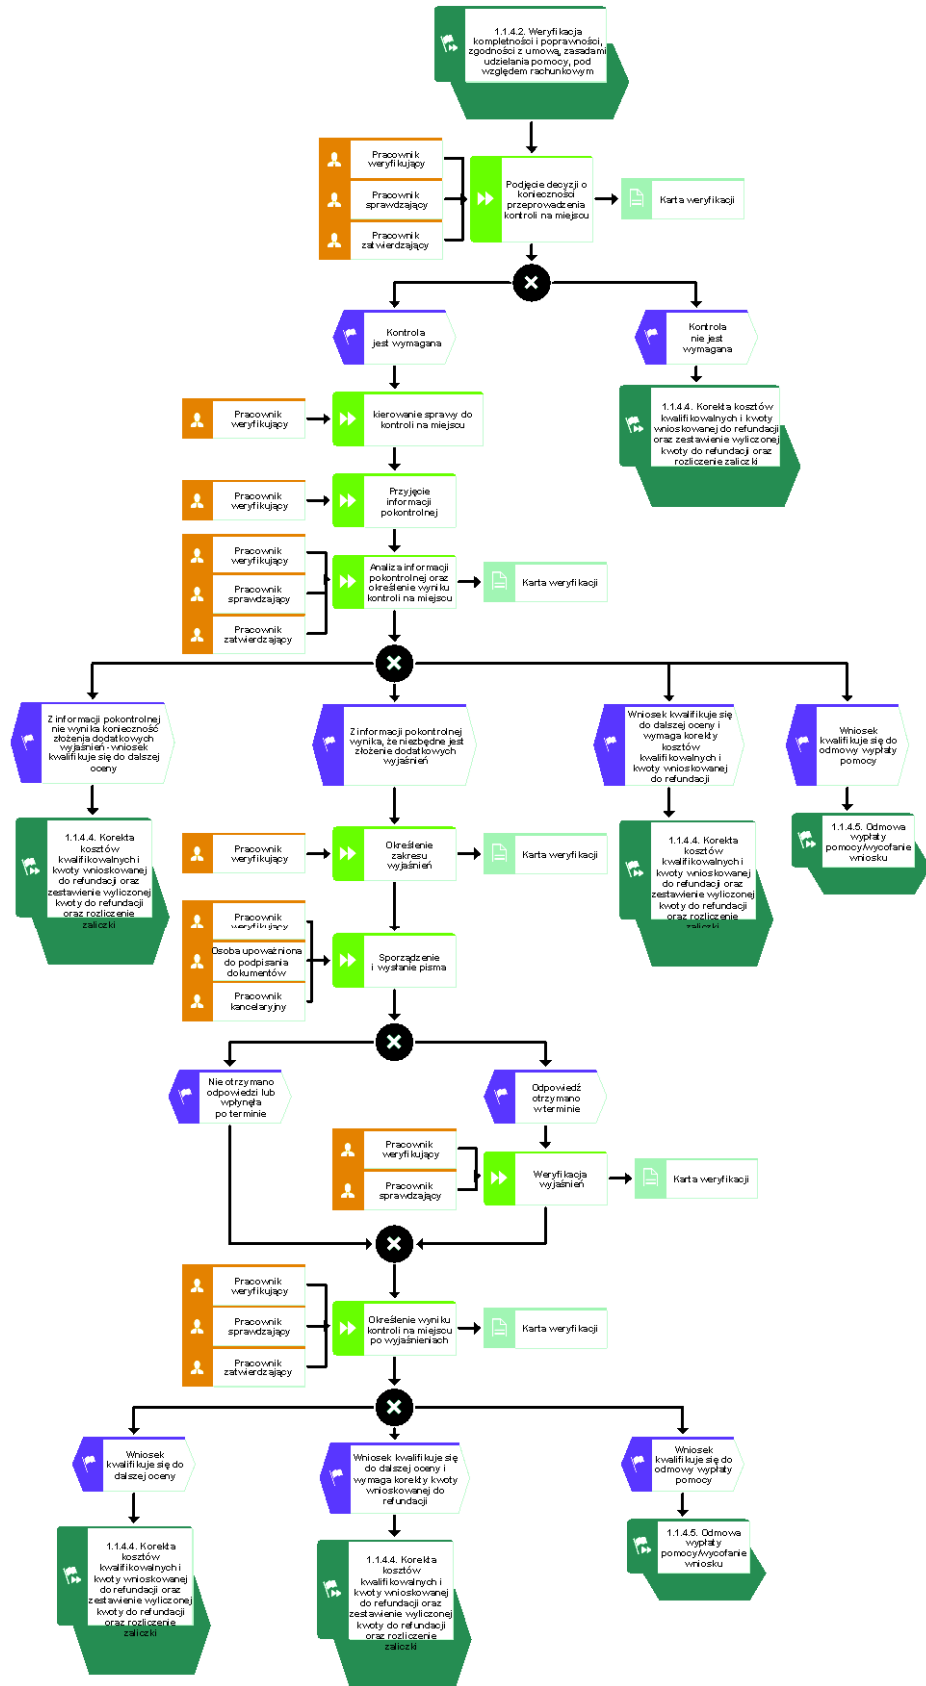 1.1.4.2. Weryfikacja
kompletności i poprawności,
zgodności z umową, zasadami
udzielania pomocy, pod
względem rachunkowym
Pracownik
weryfikujący
Pracownik
sprawdzający
Pracownik
zatwierdzający
Podjęcie decyzji o
konieczności
przeprowadzenia
kontroli na miejscu
Karta weryfikacji
Kontrola
jest wymagana
Kontrola
nie jest
wymagana
Pracownik
weryfikujący
kierowanie sprawy do
kontroli na miejscu
1.1.4.4. Korekta kosztów
kwalifikowalnych i kwoty
wnioskowanej do refundacji
oraz zestawienie wyliczonej
kwoty do refundacji oraz
rozliczenie zaliczki
Pracownik
weryfikujący
Przyjęcie
informacji
pokontrolnej
Pracownik
weryfikujący
Pracownik
sprawdzający
Pracownik
zatwierdzający
Analiza informacji
pokontrolnej oraz
określenie wyniku
kontroli na miejscu
Karta weryfikacji
Z informacji pokontrolnej
nie wynika konieczność
złożenia dodatkowych
wyjaśnień -wniosek
kwalifikuje się do dalszej
oceny
Z informacji pokontrolnej
wynika, że niezbędne jest
złożenie dodatkowych
wyjaśnień
Wniosek kwalifikuje się
do dalszej oceny i
wymaga korekty
kosztów
kwalifikowalnych i
kwoty wnioskowanej
do refundacji
Wniosek
kwalifikuje się do
odmowy wypłaty
pomocy
1.1.4.4. Korekta
kosztów
kwalifikowalnych i
kwoty wnioskowanej
do refundacji oraz
zestawienie wyliczonej
kwoty do refundacji
oraz rozliczenie
zaliczki
Pracownik
weryfikujący
Określenie
zakresu
wyjaśnień
Karta weryfikacji
1.1.4.4. Korekta
kosztów
kwalifikowalnych i
kwoty wnioskowanej
do refundacji oraz
zestawienie wyliczonej
kwoty do refundacji
oraz rozliczenie
zaliczki
1.1.4.5. Odmowa
wypłaty
pomocy/wycofanie
wniosku
Pracownik
weryfikujący
Osoba upoważniona
do podpisania
dokumentów
Pracownik
kancelaryjny
Sporządzenie
i wysłanie pisma
Nie otrzymano
odpowiedzi lub
wpłynęła
po terminie
Odpowiedź
otrzymano
w terminie
Pracownik
weryfikujący
Pracownik
sprawdzający
Weryfikacja
wyjaśnień
Karta weryfikacji
Pracownik
weryfikujący
Pracownik
sprawdzający
Pracownik
zatwierdzający
Określenie wyniku
kontroli na miejscu
po wyjaśnieniach
Karta weryfikacji
Wniosek
kwalifikuje się do
dalszej oceny
Wniosek kwalifikuje się
do dalszej oceny i
wymaga korekty kwoty
wnioskowanej do
refundacji
Wniosek
kwalifikuje się do
odmowy wypłaty
pomocy
1.1.4.4. Korekta
kosztów
kwalifikowalnych i
kwoty wnioskowanej
do refundacji oraz
zestawienie wyliczonej
kwoty do refundacji
oraz rozliczenie
zaliczki
1.1.4.4. Korekta
kosztów
kwalifikowalnych i
kwoty wnioskowanej
do refundacji oraz
zestawienie wyliczonej
kwoty do refundacji
oraz rozliczenie
zaliczki
1.1.4.5. Odmowa
wypłaty
pomocy/wycofanie
wniosku